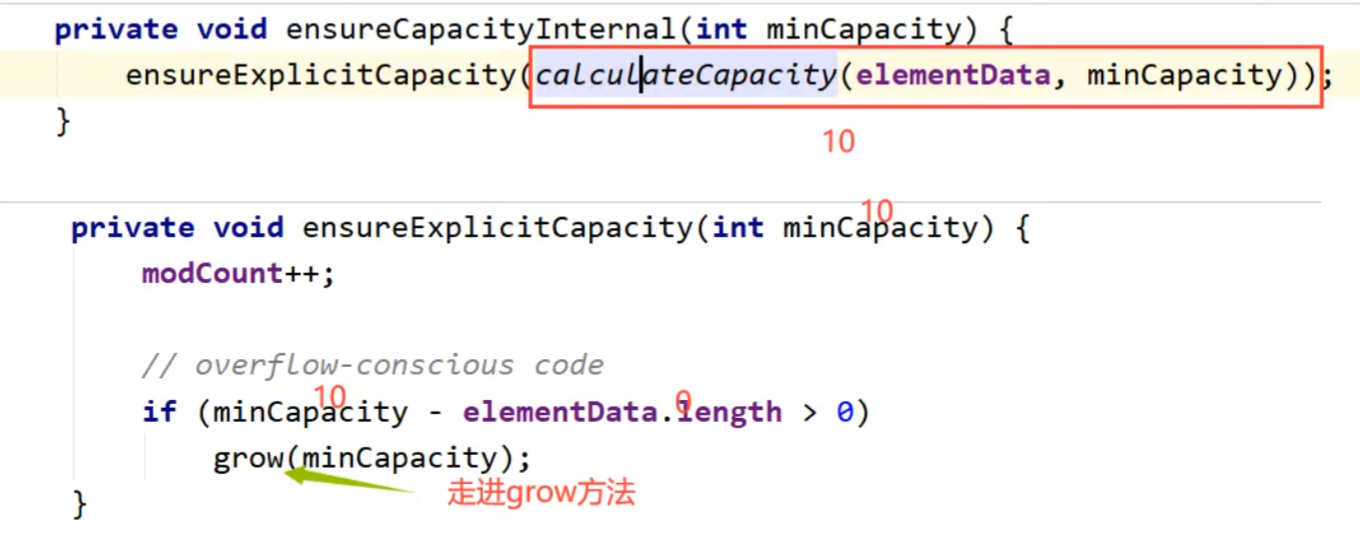 private void ensureCapacityInternal(int minCapacity) {
ensureExplicitCapacity(calculateCapacity(elementData, minCapacity));
}
10
10
private void ensureExplicitCapacity(int minCapacity) {
modCount++;
// overflow-conscious code
10 0
if (minCapacity - elementData.length > 0)
grow(minCapacity);
走进grow方法
}